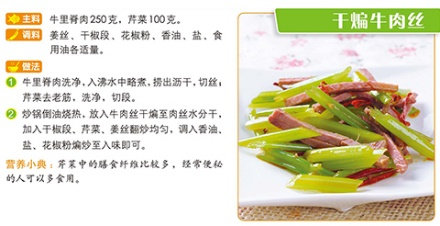 干煸牛肉丝
主料 牛里脊肉250克,芹菜100克。
调料 姜丝、干椒段、花椒粉、香油、盐、食
用油各适量。
做法
1 牛里脊肉洗净,入沸水中略煮,捞出沥干,切丝;
芹菜去老筋,洗净,切段。
2 炒锅倒油烧热,放入牛肉丝干煸至肉丝水分干,
加入干椒段、芹菜、姜丝翻炒均匀,调入香油、
盐、花椒粉煸炒至入味即可。
营养小典:芹菜中的膳食纤维比较多,经常便秘
的人可以多食用。